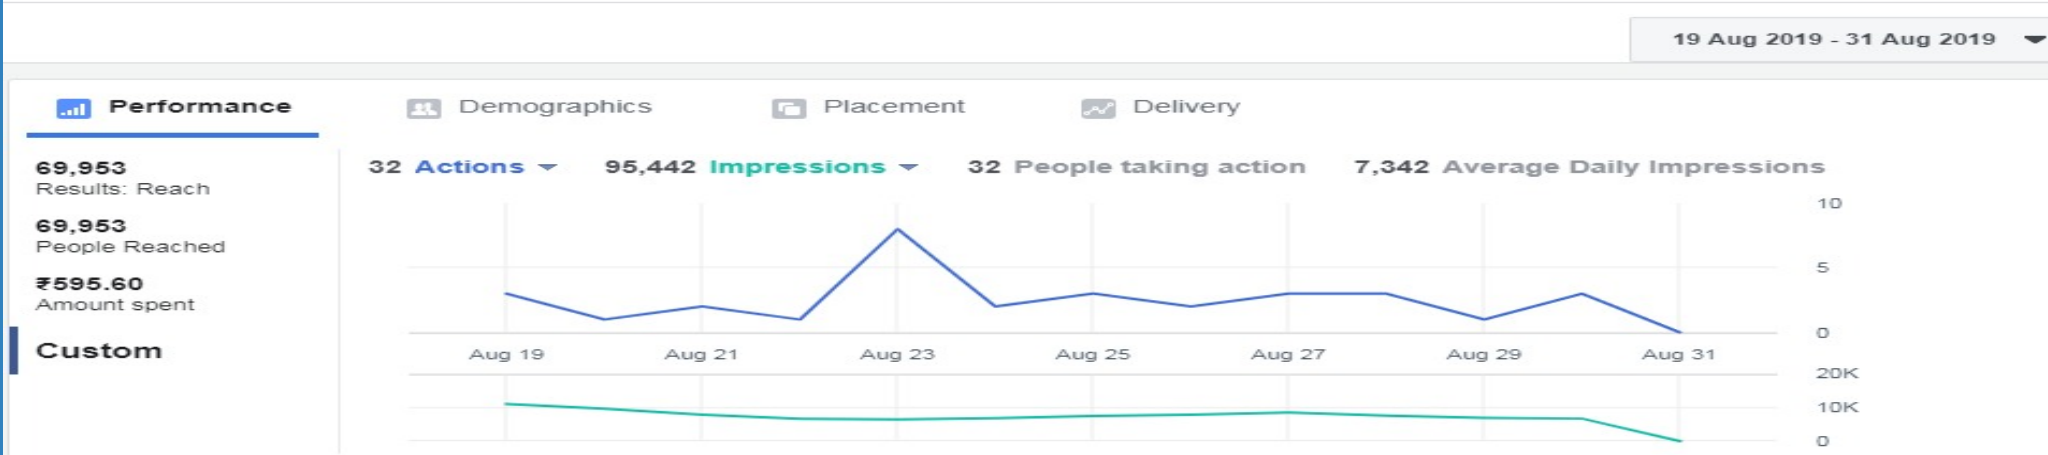 19 Aug 2019 - 31 Aug 2019
Performance Demographics Placement Delivery
69,953
Results: Reach
69,953
People Reached
₹595.60
Amount spent
Custom
32 Actions 95,442 Impressions 32 People taking action 7,342 Average Daily Impressions
10
5
0
Aug 19 Aug 21 Aug 23 Aug 25 Aug 27 Aug 29 Aug 31
20K
10K
0